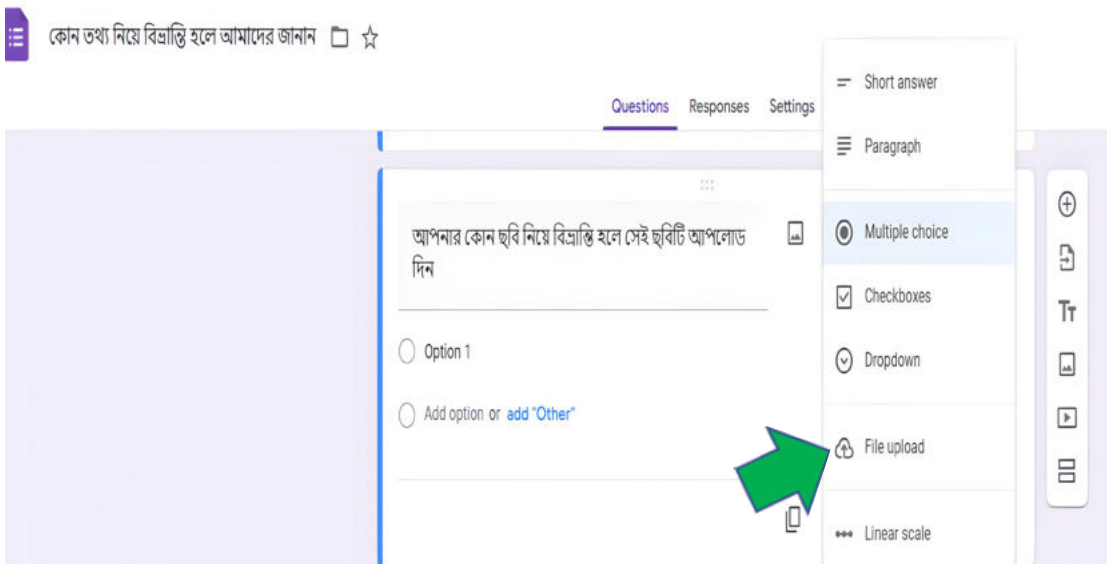 কোন তথ্য নিয়ে বিভ্রান্তি হলে আমাদের জানান
Questions Responses Settings
আপনার কোন ছবি নিয়ে বিভ্রান্তি হলে সেই ছবিটি আপলোড
দিন
Option 1
Add option or add "Other"
Short answer
Paragraph
Multiple choice
Checkboxes
Dropdown
File upload
Linear scale
Tт